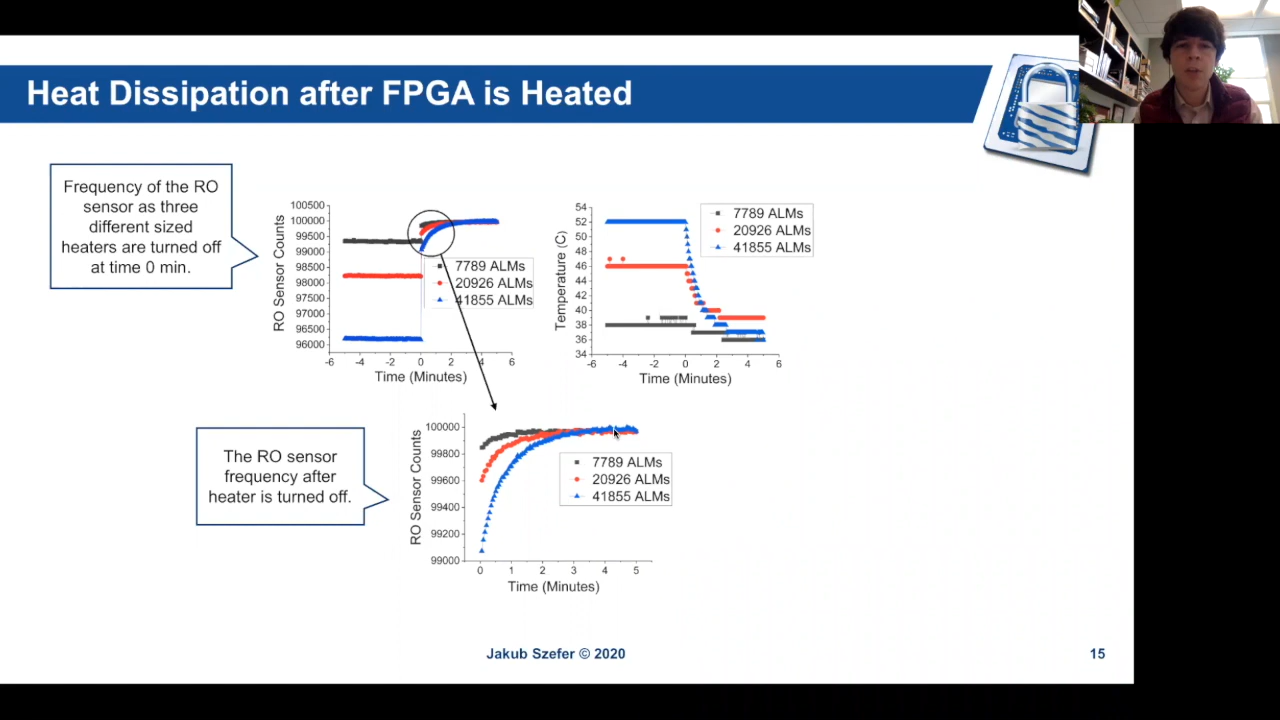 Heat Dissipation after FPGA is Heated
Frequency of the RO
sensor as three
different sized
heaters are turned off
at time 0 min.
RO Sensor Counts
100500
100000
99500
99000
98500
98000
97500
97000
96500
96000
-6 -4 -2 0 2 4 6
Time (Minutes)
7789 ALMs
20926 ALMs
41855 ALMs
Temperature (C)
54
52
50
48
46
44
42
40
38
36
34
-6 -4 -2 0 2 4 6
Time (Minutes)
7789 ALMs
20926 ALMs
41855 ALMs
The RO sensor
frequency after
heater is turned off.
RO Sensor Counts
100000
99800
99600
99400
99200
99000
0 1 2 3 4 5
Time (Minutes)
7789 ALMs
20926 ALMs
41855 ALMs
Jakub Szefer © 2020
15